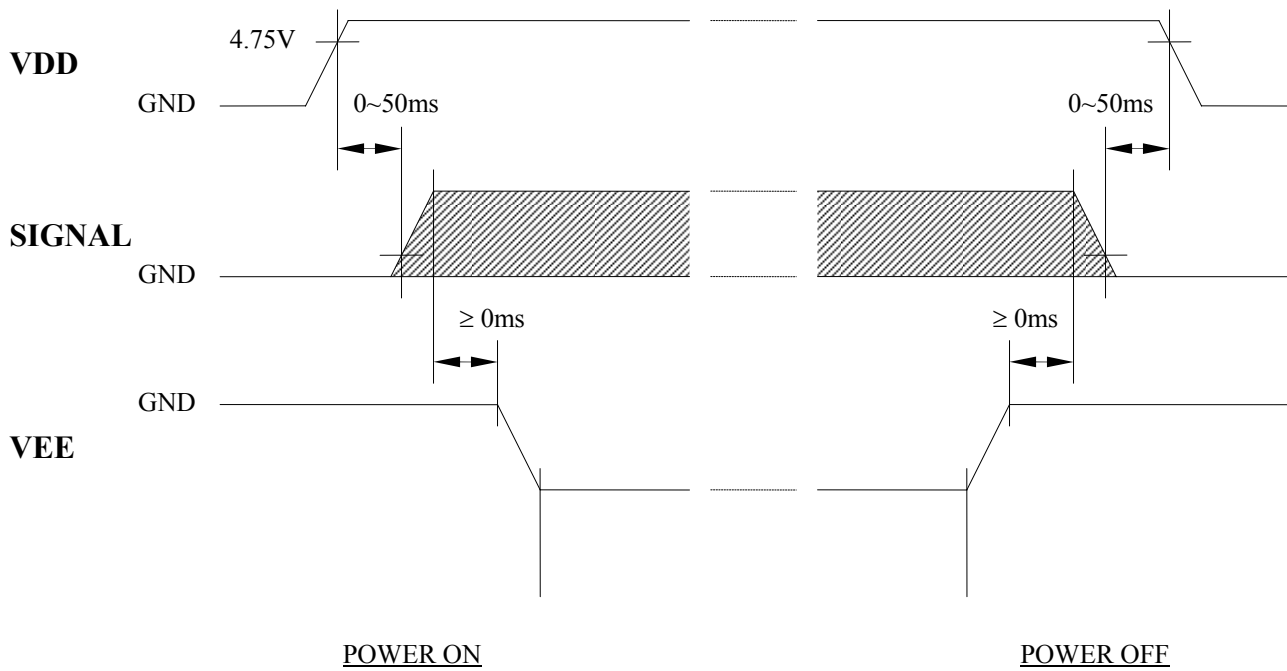 4.75V
VDD
GND
0~50ms
0~50ms
SIGNAL
GND
≥ 0ms
≥ 0ms
GND
VEE
POWER ON
POWER OFF